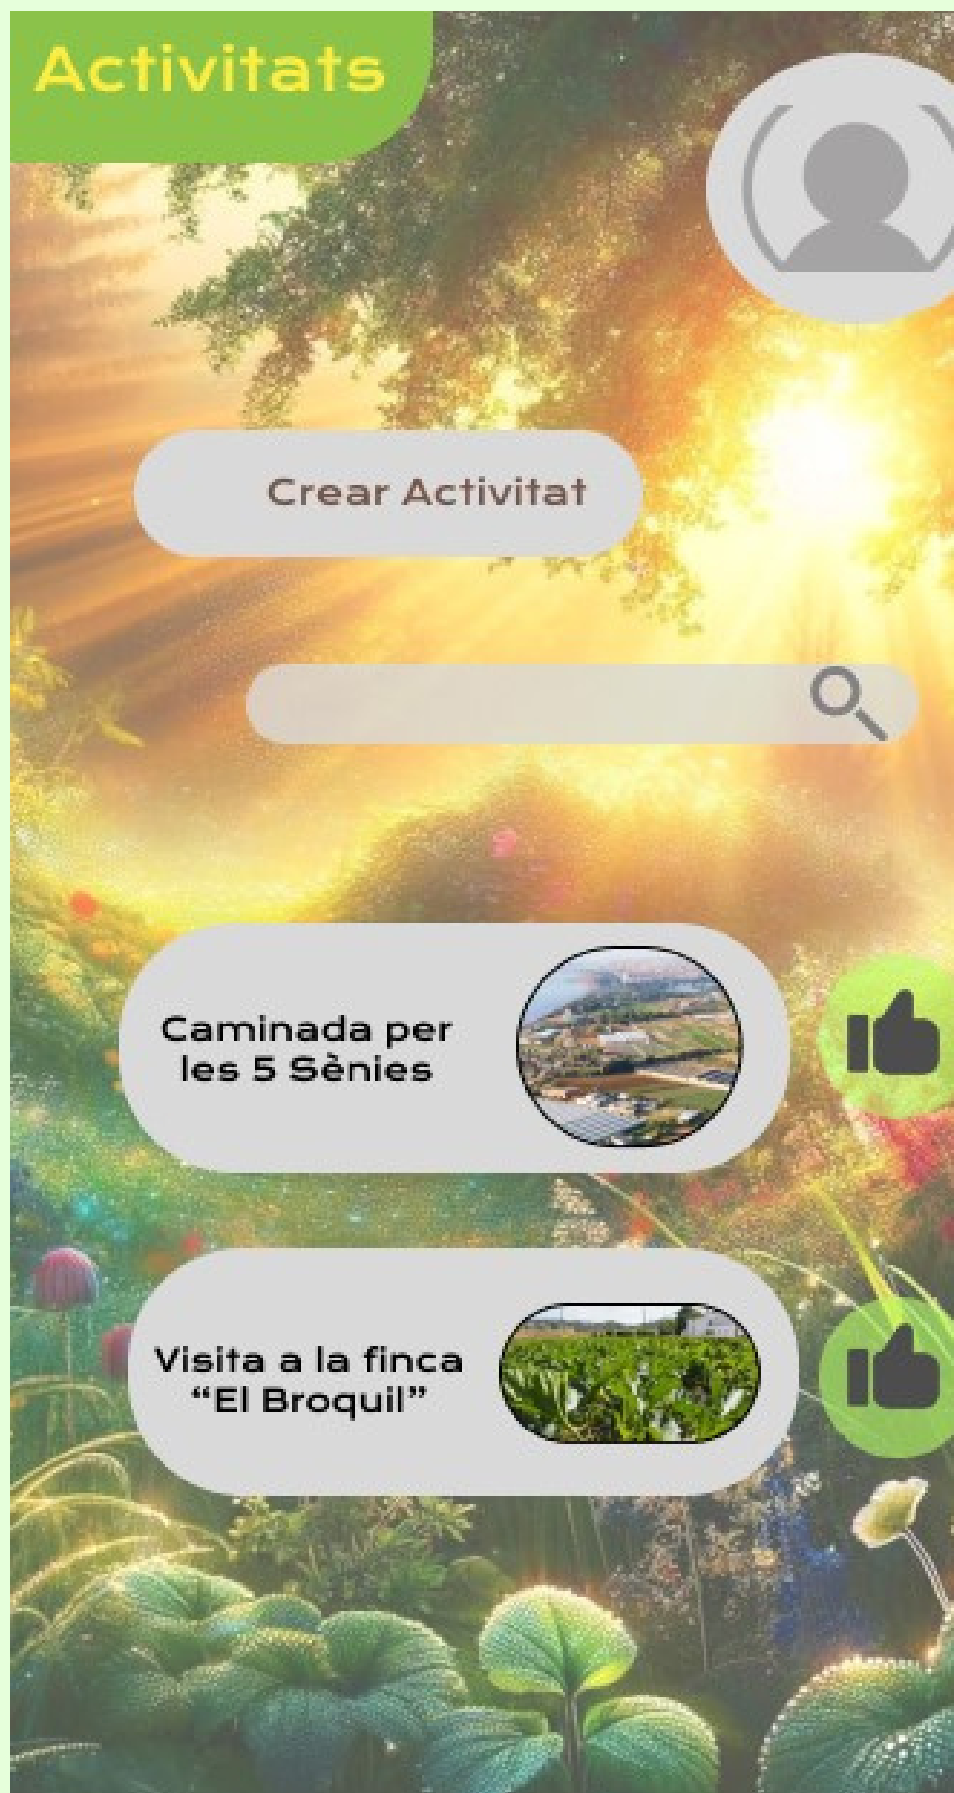 Activitats
Crear Activitat
Caminada per
les 5 Sènies
Visita a la finca
“El Broquil”